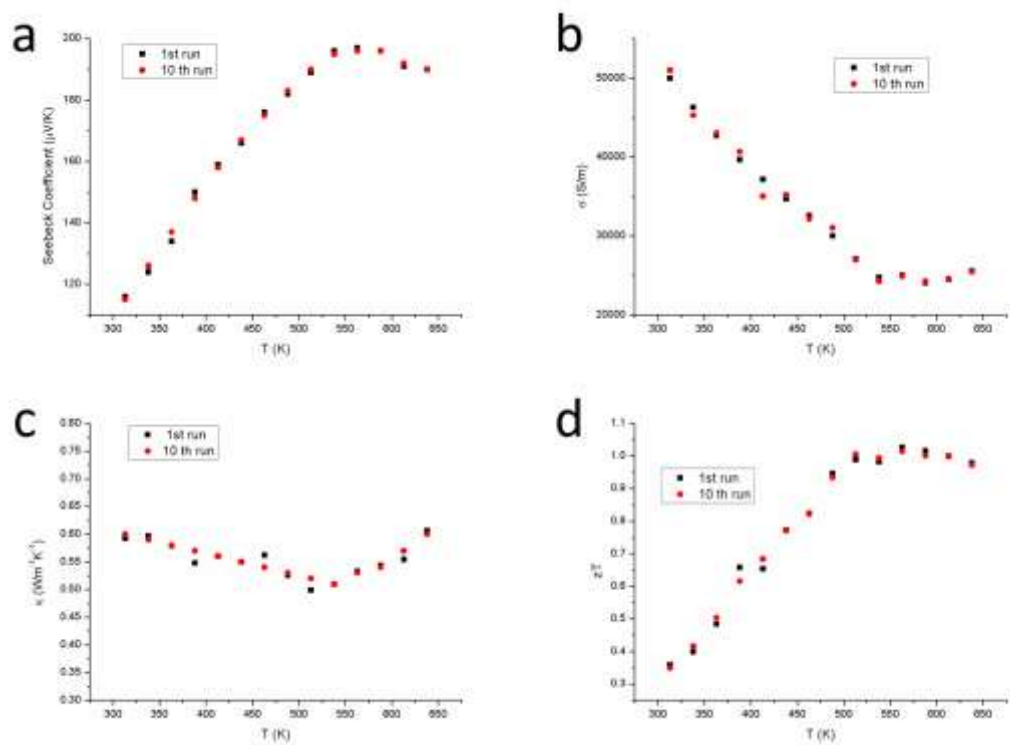 a
1st run
10 th run
200
180
160
140
120
Seebeck Coefficient (μV/K)
300 350 400 450 500 550 600 650
T (K)
b
1st run
10 th run
50000
40000
30000
20000
σ (S/m)
300 350 400 450 500 550 600 650
T (K)
c
1st run
10 th run
0.80
0.75
0.70
0.65
0.60
0.55
0.50
0.45
0.40
0.35
0.30
κ (Wm⁻¹K⁻¹)
300 350 400 450 500 550 600 650
T (K)
d
1st run
10 th run
1.1
1.0
0.9
0.8
0.7
0.6
0.5
0.4
0.3
zT
300 350 400 450 500 550 600 650
T (K)